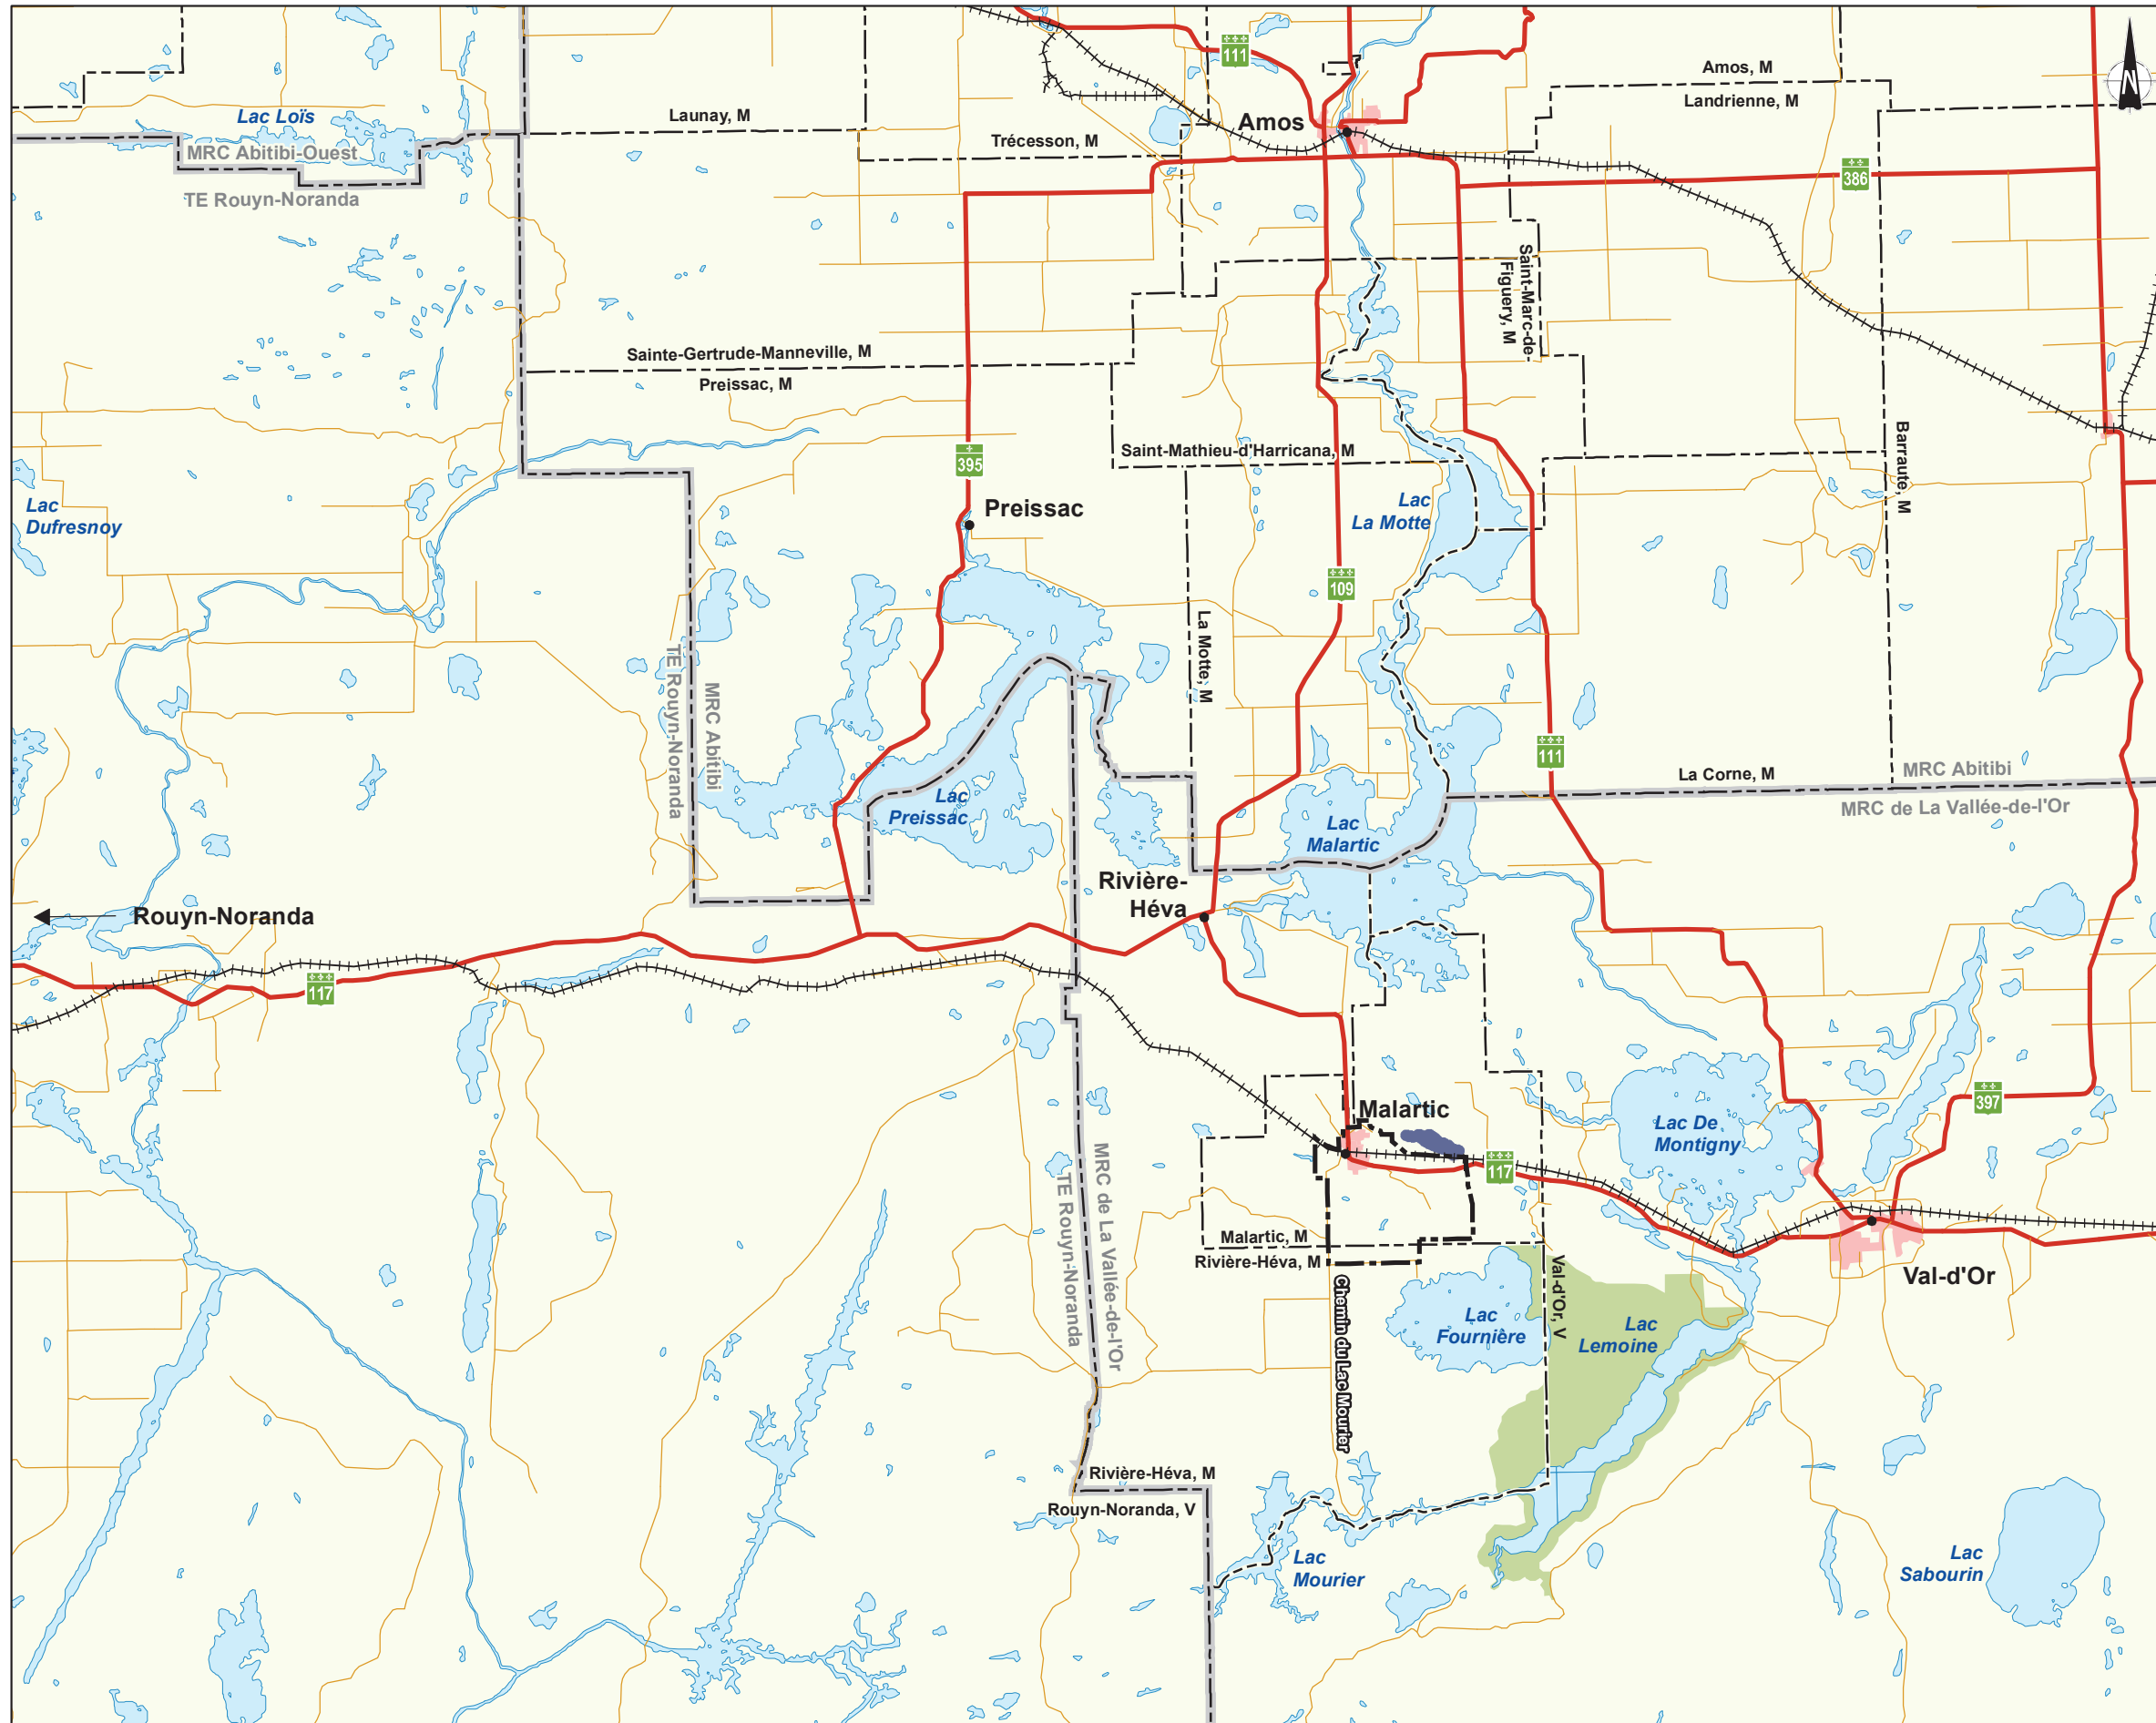 111
Amos, M
Landrienne, M
N
Lac Loïs
Launay, M
Amos
Trécesson, M
MRC Abitibi-Ouest
TE Rouyn-Noranda
386
Saint-Marc-de-
Figuery, M
Sainte-Gertrude-Manneville, M
Preissac, M
395
Saint-Mathieu-d'Harricana, M
Barraute, M
Lac
Dufresnoy
Preissac
Lac
La Motte
109
La Motte, M
TE Rouyn-Noranda
MRC Abitibi
111
La Corne, M
MRC Abitibi
MRC de La Vallée-de-l'Or
Lac
Preissac
Lac
Malartic
Rivière-
Héva
Rouyn-Noranda
117
Malartic
397
Lac De
Montigny
117
MRC de La Vallée-de-l'Or
TE Rouyn-Noranda
Malartic, M
Rivière-Héva, M
Chemin du Lac Mourier
Val-d'Or, V
Val-d'Or
Lac
Fournière
Lac
Lemoine
Rivière-Héva, M
Rouyn-Noranda, V
Lac
Mourier
Lac
Sabourin